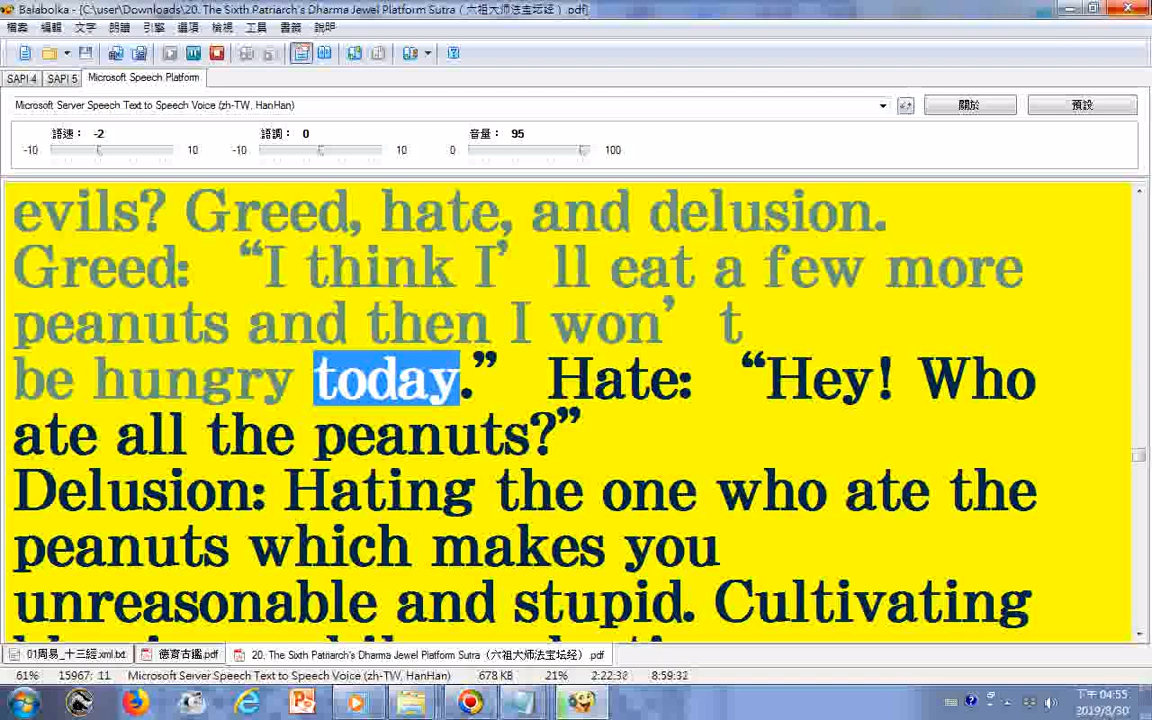 Balabolka - [C:\user\Downloads\20. The Sixth Patriarch's Dharma Jewel Platform Sutra（六祖大师法宝坛经）.pdf]
檔案 編輯 文字 朗讀 引擎 選項 檢視 工具 書籤 說明
SAPI 4 SAPI 5 Microsoft Speech Platform
Microsoft Server Speech Text to Speech Voice (zh-TW, HanHan) 關於 預設
語速： -2 語調： 0 音量： 95
-10 10 -10 10 0 100
evils? Greed, hate, and delusion.
Greed: “I think I’ll eat a few more
peanuts and then I won’t
be hungry today.” Hate: “Hey! Who
ate all the peanuts?”
Delusion: Hating the one who ate the
peanuts which makes you
unreasonable and stupid. Cultivating
01周易_十三經.xml.txt 德育古鑑.pdf 20. The Sixth Patriarch's Dharma Jewel Platform Sutra（六祖大师法宝坛经）.pdf
61% 15967: 11 Microsoft Server Speech Text to Speech Voice (zh-TW, HanHan) 678 KB 21% 2:22:38 8:59:32
下午 04:55
2019/8/30